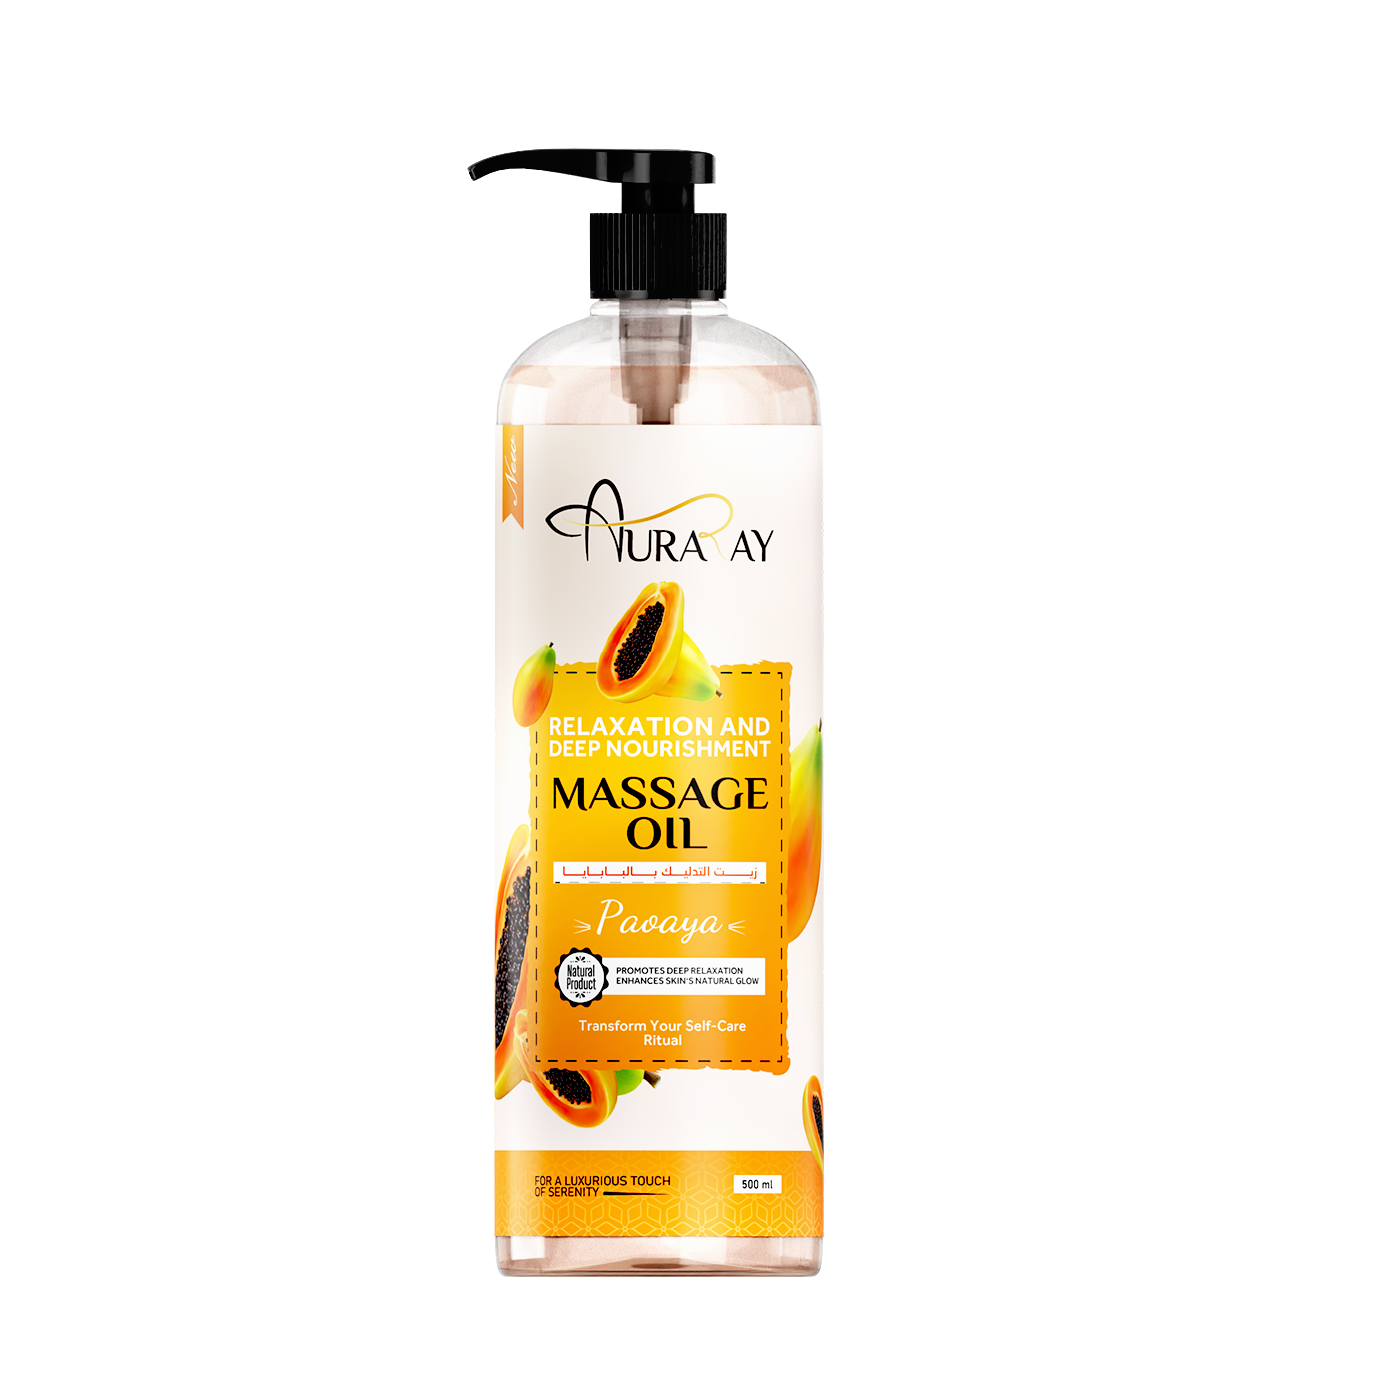 New
AURARAY
RELAXATION AND
DEEP NOURISHMENT
MASSAGE
OIL
زيت التدليك بالبابايا
Paoaya
Natural
Product
PROMOTES DEEP RELAXATION
ENHANCES SKIN'S NATURAL GLOW
Transform Your Self-Care
Ritual
FOR A LUXURIOUS TOUCH
OF SERENITY
500 ml